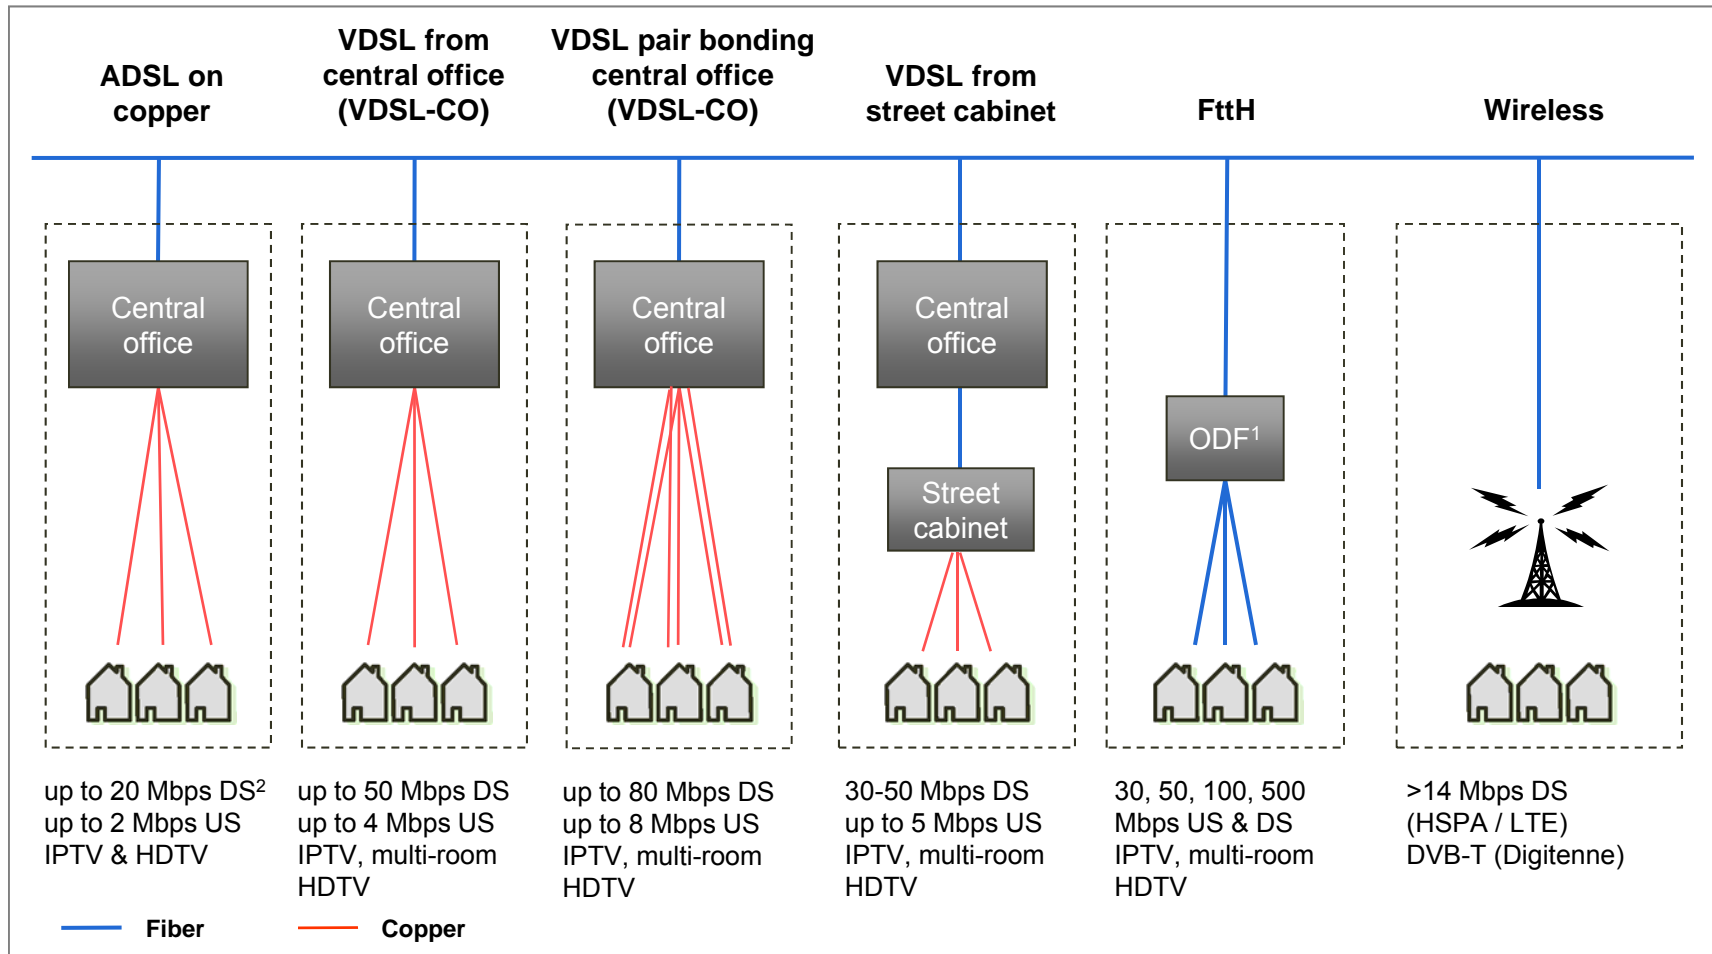 ADSL on
copper
VDSL from
central office
(VDSL-CO)
VDSL pair bonding
central office
(VDSL-CO)
VDSL from
street cabinet
FttH
Wireless
Central
office
Central
office
Central
office
Central
office
Street
cabinet
ODF¹
up to 20 Mbps DS²
up to 2 Mbps US
IPTV & HDTV
up to 50 Mbps DS
up to 4 Mbps US
IPTV, multi-room
HDTV
up to 80 Mbps DS
up to 8 Mbps US
IPTV, multi-room
HDTV
30-50 Mbps DS
up to 5 Mbps US
IPTV, multi-room
HDTV
30, 50, 100, 500
Mbps US & DS
IPTV, multi-room
HDTV
>14 Mbps DS
(HSPA / LTE)
DVB-T (Digitenne)
Fiber
Copper